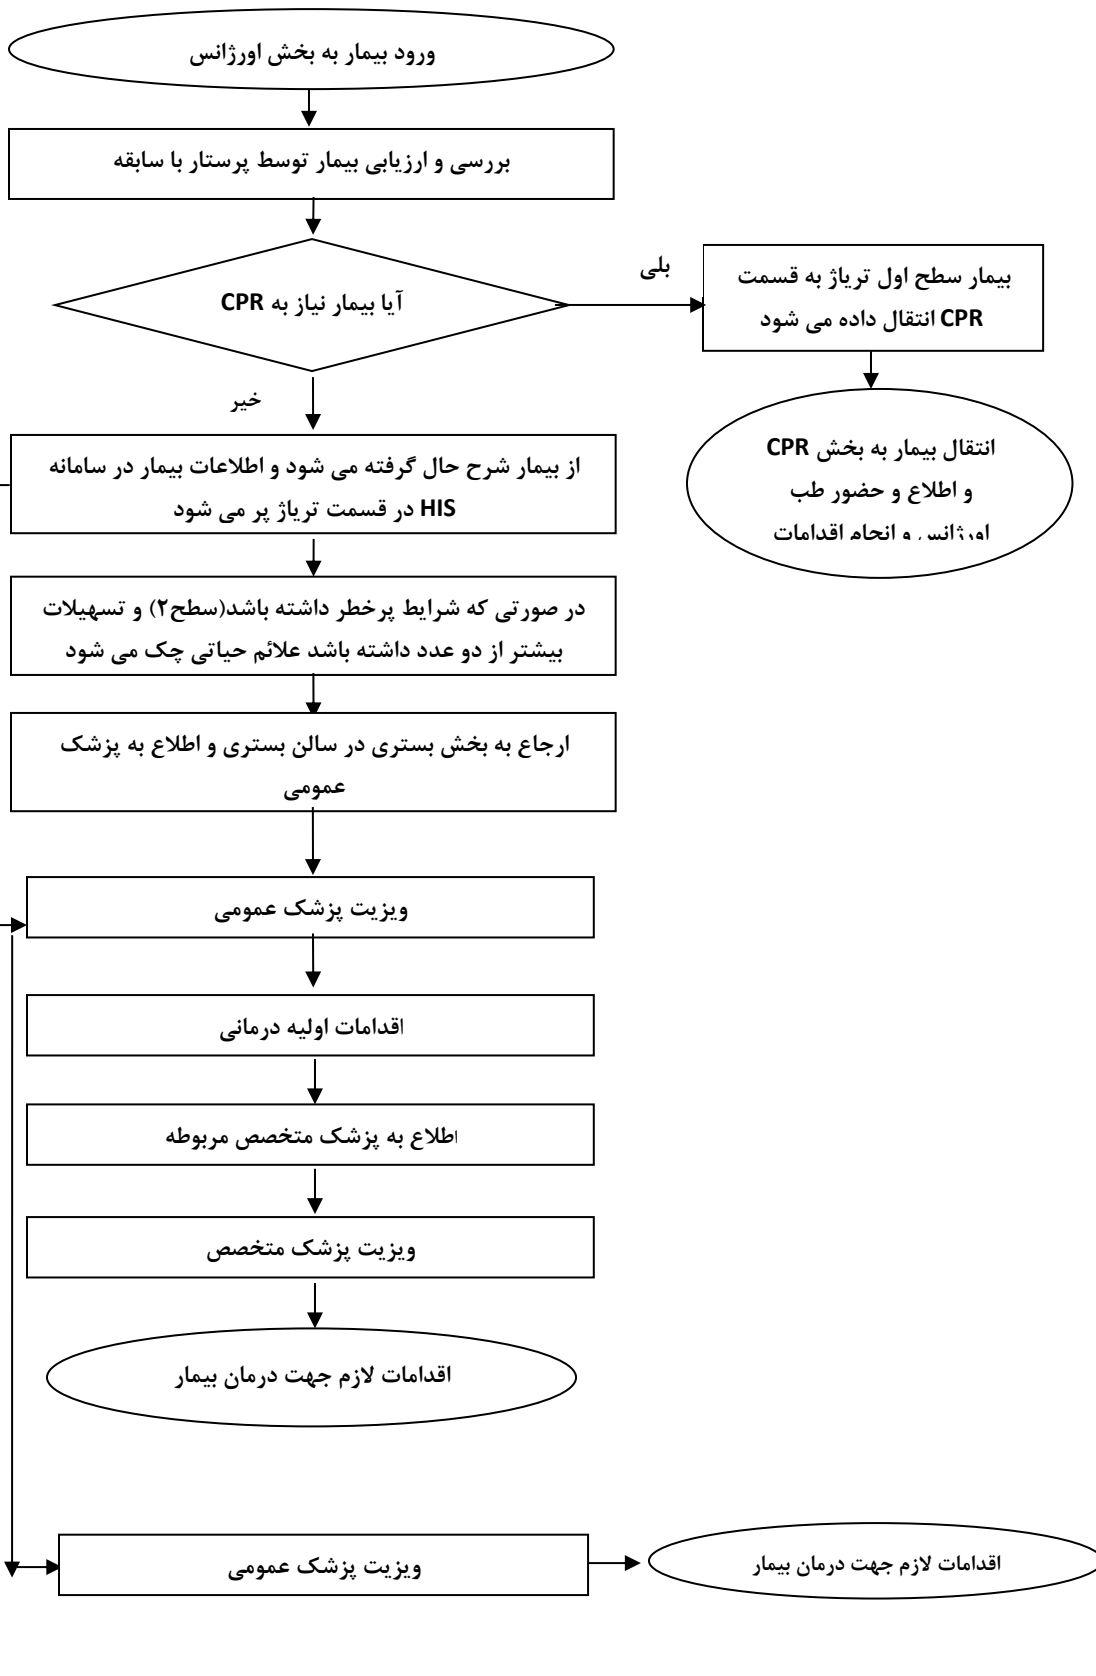 ورود بیمار به بخش اورژانس
بررسی و ارزیابی بیمار توسط پرستار با سابقه
آیا بیمار نیاز به CPR
بلی
بیمار سطح اول تریاژ به قسمت
CPR انتقال داده می شود
انتقال بیمار به بخش CPR
و اطلاع و حضور طب
اورژانس و انجام اقدامات
خیر
از بیمار شرح حال گرفته می شود و اطلاعات بیمار در سامانه
HIS در قسمت تریاژ پر می شود
در صورتی که شرایط پرخطر داشته باشد(سطح۲) و تسهیلات
بیشتر از دو عدد داشته باشد علائم حیاتی چک می شود
ارجاع به بخش بستری در سالن بستری و اطلاع به پزشک
عمومی
ویزیت پزشک عمومی
اقدامات اولیه درمانی
اطلاع به پزشک متخصص مربوطه
ویزیت پزشک متخصص
اقدامات لازم جهت درمان بیمار
ویزیت پزشک عمومی
اقدامات لازم جهت درمان بیمار